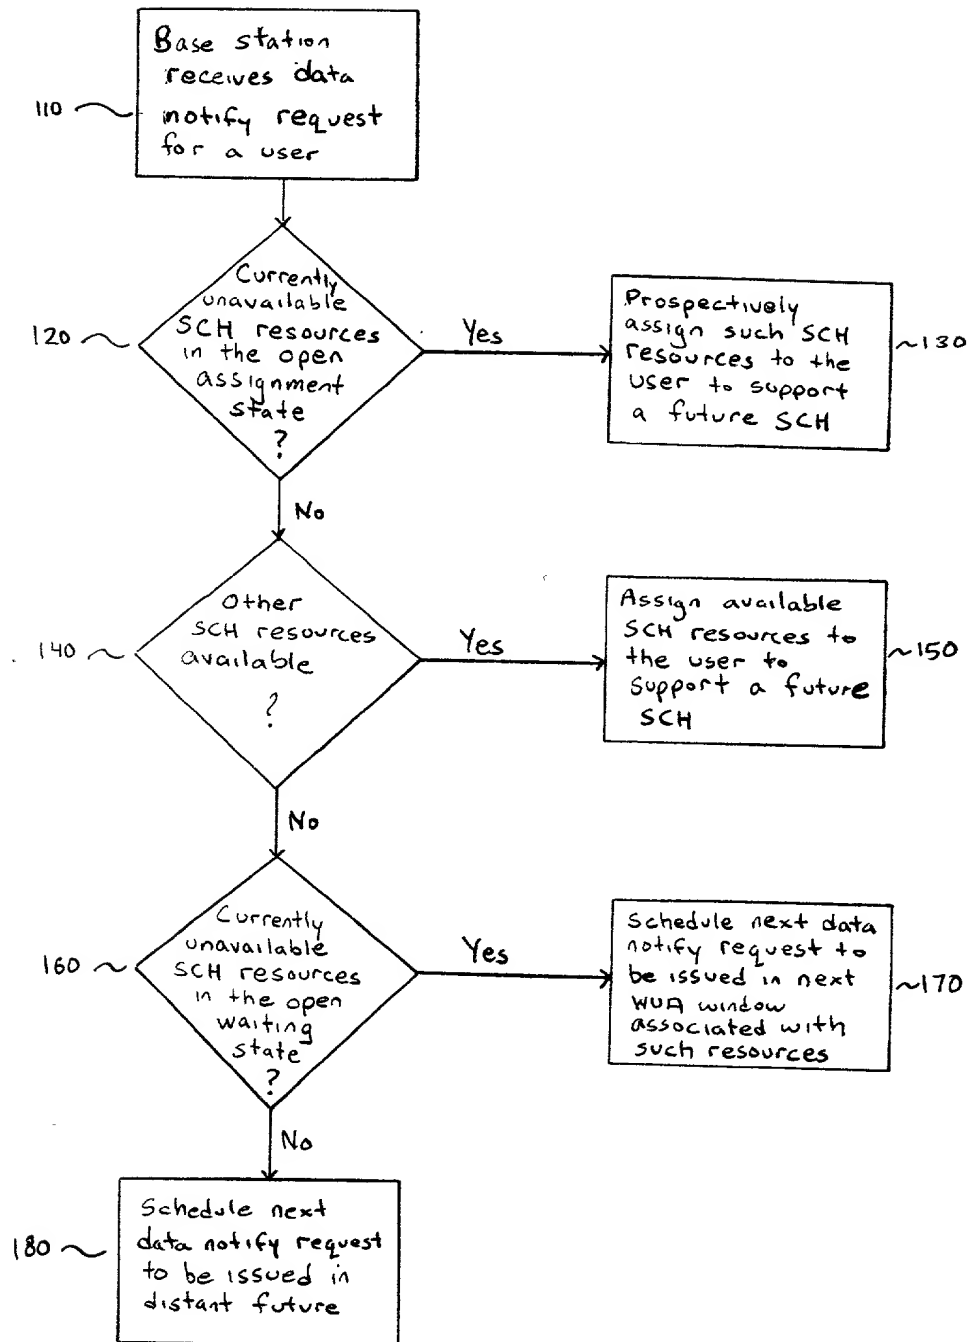 Base station
receives data
notify request
for a user
110
Currently
unavailable
SCH resources
in the open
assignment
state
?
120
Yes
Prospectively
assign such SCH
resources to the
user to support
a future SCH
130
No
Other
SCH resources
available
?
140
Yes
Assign available
SCH resources to
the user to
support a future
SCH
150
No
Currently
unavailable
SCH resources
in the open
waiting
state
?
160
Yes
Schedule next data
notify request to
be issued in next
WUA window
associated with
such resources
170
No
Schedule next
data notify request
to be issued in
distant future
180